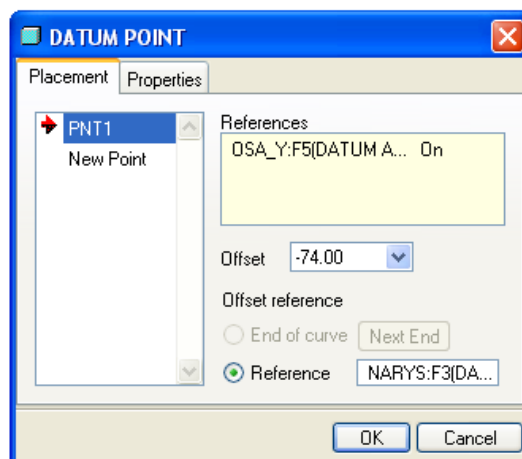 DATUM POINT
Placement Properties
PNT1
New Point
References
OSA_Y:F5(DATUM A... On
Offset -74.00
Offset reference
End of curve Next End
Reference NARYS:F3(DA...
OK Cancel